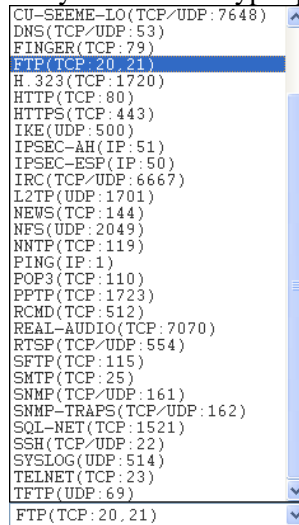 CU-SEEME-LO(TCP/UDP:7648)
DNS(TCP/UDP:53)
FINGER(TCP:79)
FTP(TCP:20,21)
H.323(TCP:1720)
HTTP(TCP:80)
HTTPS(TCP:443)
IKE(UDP:500)
IPSEC-AH(IP:51)
IPSEC-ESP(IP:50)
IRC(TCP/UDP:6667)
L2TP(UDP:1701)
NEWS(TCP:144)
NFS(UDP:2049)
NNTP(TCP:119)
PING(IP:1)
POP3(TCP:110)
PPTP(TCP:1723)
RCMD(TCP:512)
REAL-AUDIO(TCP:7070)
RTSP(TCP/UDP:554)
SFTP(TCP:115)
SMTP(TCP:25)
SNMP(TCP/UDP:161)
SNMP-TRAPS(TCP/UDP:162)
SQL-NET(TCP:1521)
SSH(TCP/UDP:22)
SYSLOG(UDP:514)
TELNET(TCP:23)
TFTP(UDP:69)
FTP(TCP:20,21)